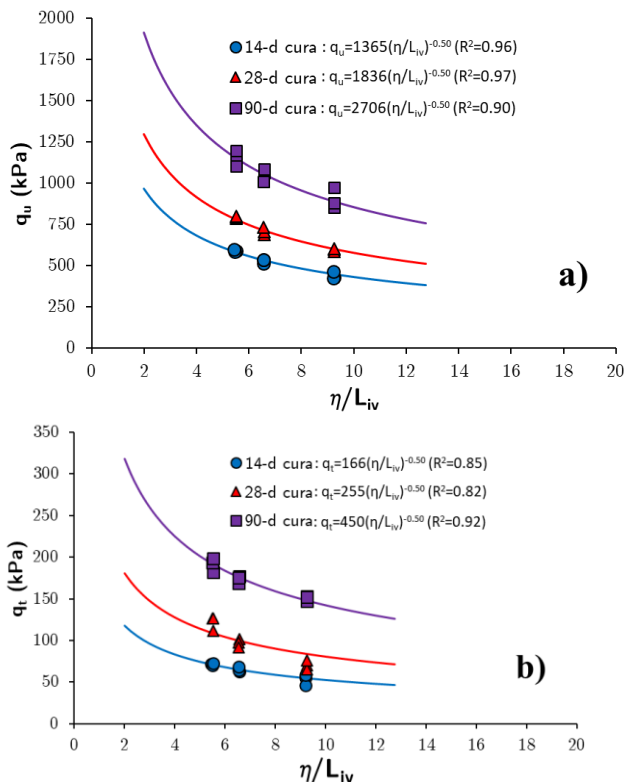 2000
1750
1500
1250
1000
750
500
250
0
qᵤ (kPa)
14-d cura : qᵤ=1365(η/Lᵢᵥ)⁻⁰·⁵⁰ (R²=0.96)
28-d cura : qᵤ=1836(η/Lᵢᵥ)⁻⁰·⁵⁰ (R²=0.97)
90-d cura : qᵤ=2706(η/Lᵢᵥ)⁻⁰·⁵⁰ (R²=0.90)
a)
0 2 4 6 8 10 12 14 16 18 20
η/Lᵢᵥ
350
300
250
200
150
100
50
0
qₜ (kPa)
14-d cura: qₜ=166(η/Lᵢᵥ)⁻⁰·⁵⁰ (R²=0.85)
28-d cura: qₜ=255(η/Lᵢᵥ)⁻⁰·⁵⁰ (R²=0.82)
90-d cura: qₜ=450(η/Lᵢᵥ)⁻⁰·⁵⁰ (R²=0.92)
b)
0 2 4 6 8 10 12 14 16 18 20
η/Lᵢᵥ